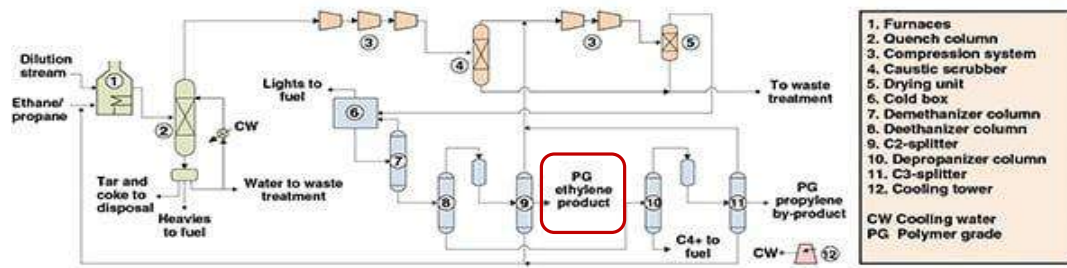 Dilution
stream
Ethane/
propane
1
2
CW
Tar and
coke to
disposal
Heavies
to fuel
Water to waste
treatment
3
4
3
5
To waste
treatment
Lights to
fuel
6
7
8
9
PG
ethylene
product
10
C4+ to
fuel
11
PG
propylene
by-product
CW
12
1. Furnaces
2. Quench column
3. Compression system
4. Caustic scrubber
5. Drying unit
6. Cold box
7. Demethanizer column
8. Deethanizer column
9. C2-splitter
10. Depropanizer column
11. C3-splitter
12. Cooling tower
CW Cooling water
PG Polymer grade